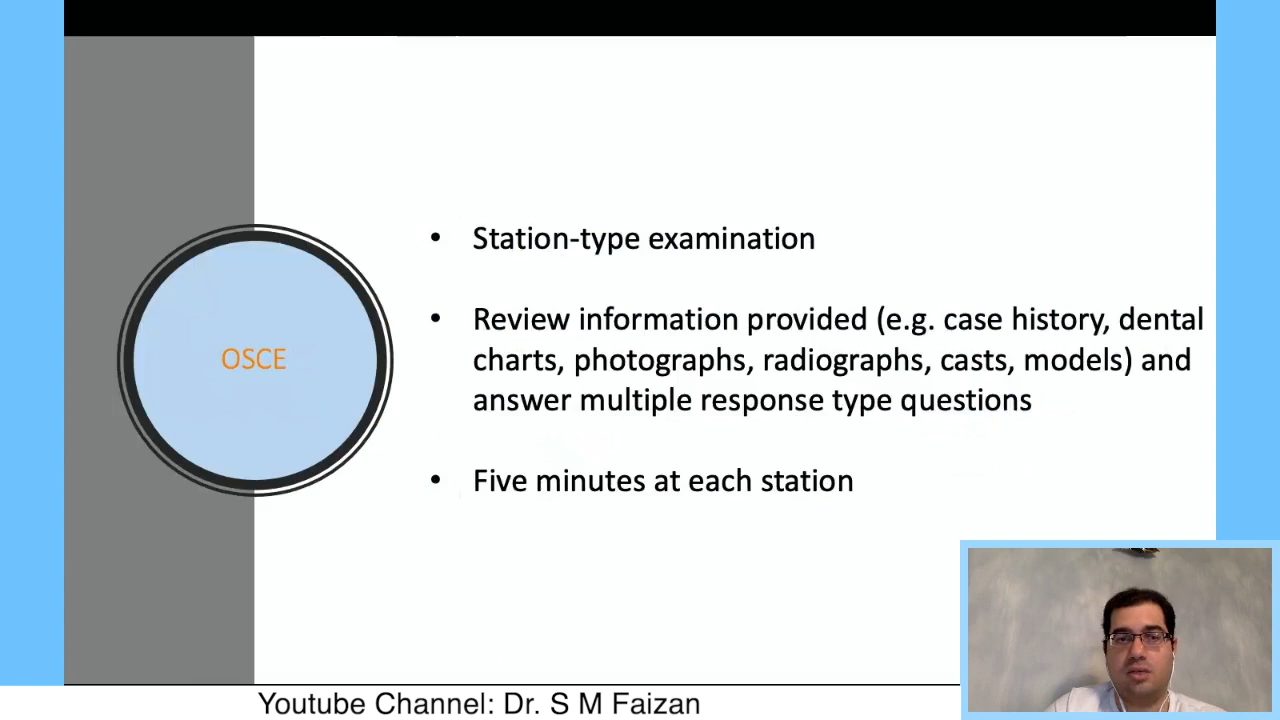 OSCE
• Station-type examination
• Review information provided (e.g. case history, dental
charts, photographs, radiographs, casts, models) and
answer multiple response type questions
• Five minutes at each station
Youtube Channel: Dr. S M Faizan